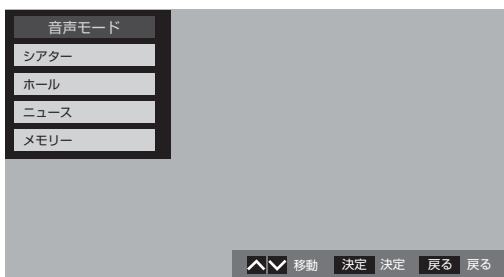 音声モード
シアター
ホール
ニュース
メモリー
移動 決定 決定 戻る 戻る